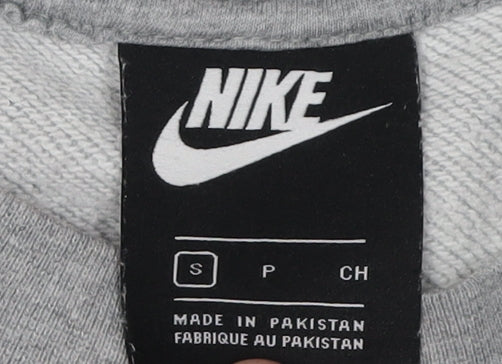 NIKE
S P CH
MADE IN PAKISTAN
FABRIQUE AU PAKISTAN